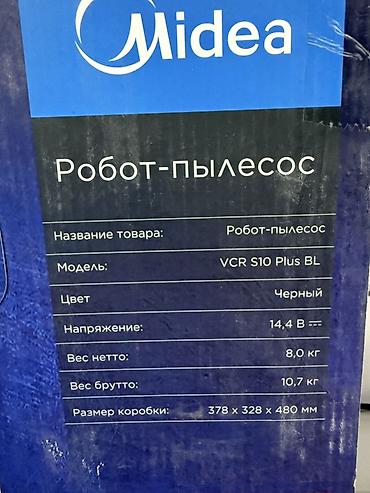 Midea
Робот-пылесос
Название товара: Робот-пылесос
Модель: VCR S10 Plus BL
Цвет Черный
Напряжение: 14,4 В ⎓
Вес нетто: 8,0 кг
Вес брутто: 10,7 кг
Размер коробки: 378 x 328 x 480 мм